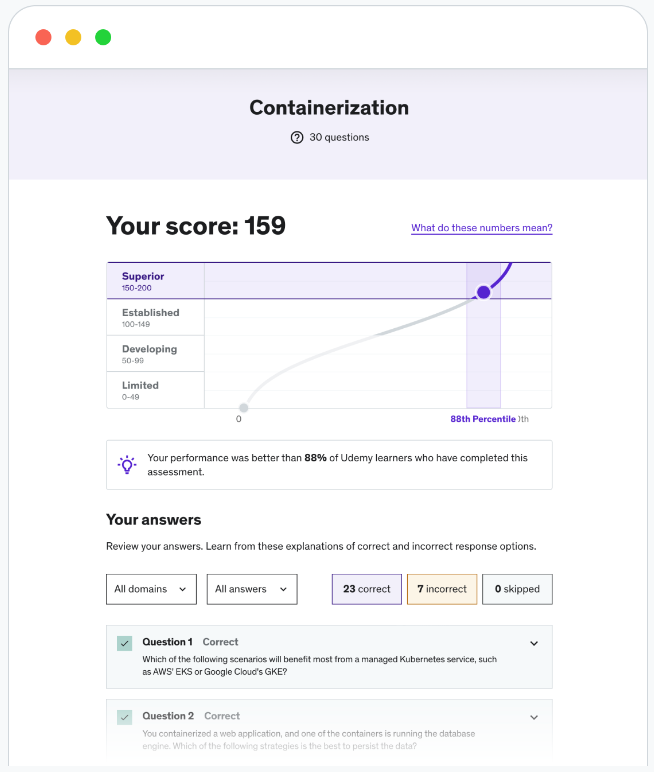 Containerization
30 questions
Your score: 159
What do these numbers mean?
Superior
150-200
Established
100-149
Developing
50-99
Limited
0-49
0
88th Percentile
Your performance was better than 88% of Udemy learners who have completed this
assessment.
Your answers
Review your answers. Learn from these explanations of correct and incorrect response options.
All domains
All answers
23 correct
7 incorrect
0 skipped
Question 1 Correct
Which of the following scenarios will benefit most from a managed Kubernetes service, such
as AWS' EKS or Google Cloud's GKE?
Question 2 Correct
You containerized a web application, and one of the containers is running the database
engine. Which of the following strategies is the best to persist the data?